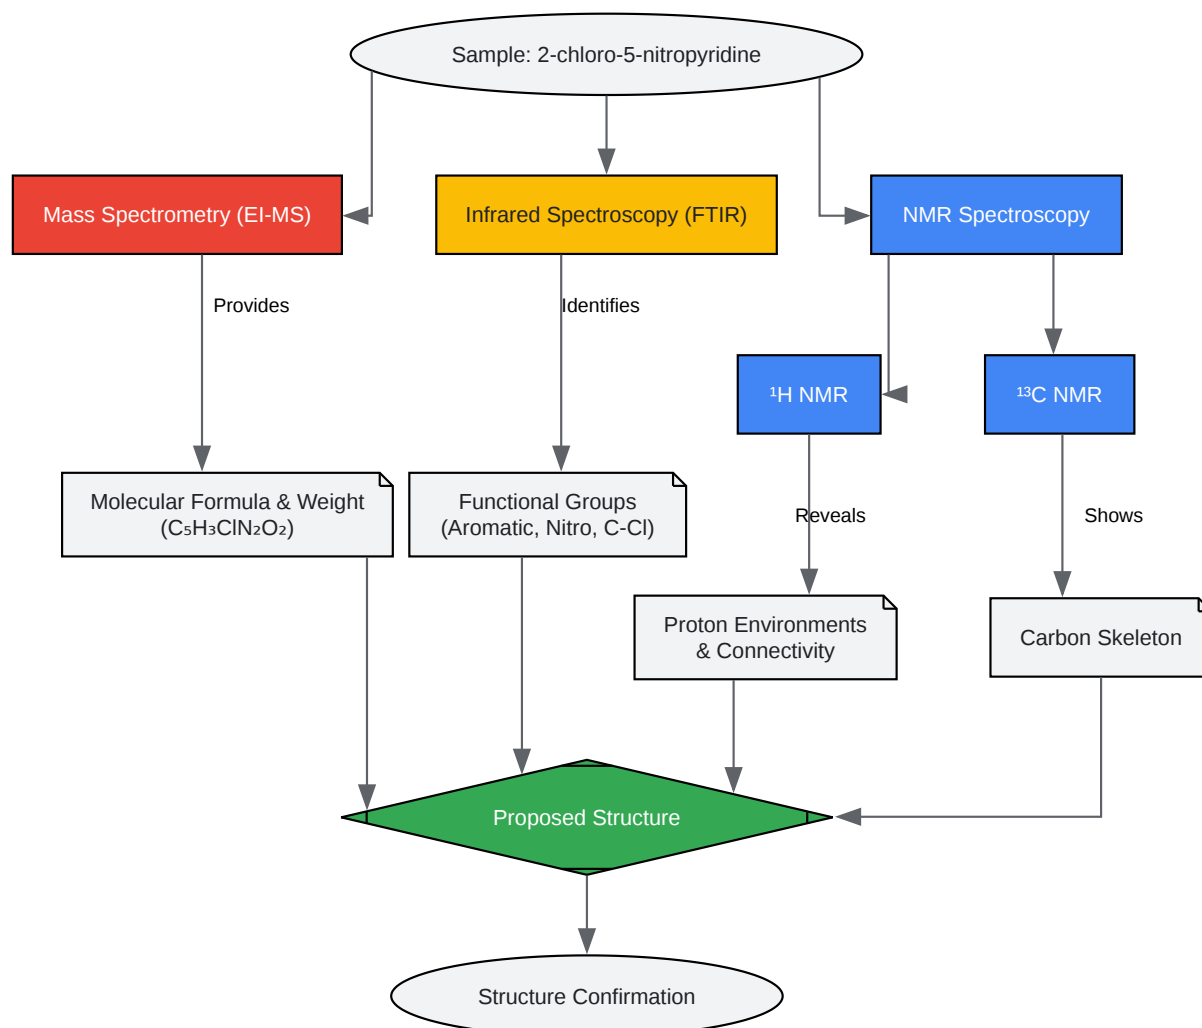 Sample: 2-chloro-5-nitropyridine
Mass Spectrometry (EI-MS)
Infrared Spectroscopy (FTIR)
NMR Spectroscopy
Provides
Identifies
¹H NMR
¹³C NMR
Molecular Formula & Weight
(C₅H₃ClN₂O₂)
Functional Groups
(Aromatic, Nitro, C-Cl)
Reveals
Shows
Proton Environments
& Connectivity
Carbon Skeleton
Proposed Structure
Structure Confirmation